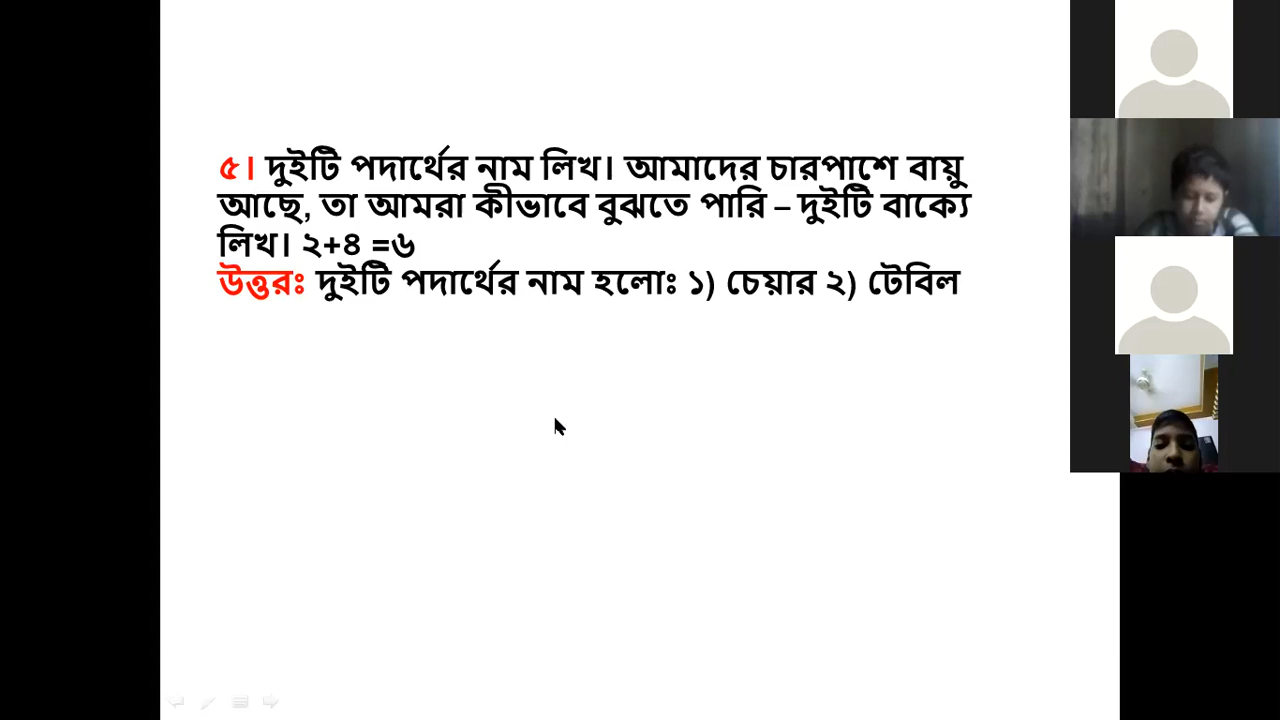 ৫। দুইটি পদার্থের নাম লিখ। আমাদের চারপাশে বায়ু
আছে, তা আমরা কীভাবে বুঝতে পারি – দুইটি বাক্যে
লিখ। ২+৪ =৬
উত্তরঃ দুইটি পদার্থের নাম হলোঃ ১) চেয়ার ২) টেবিল